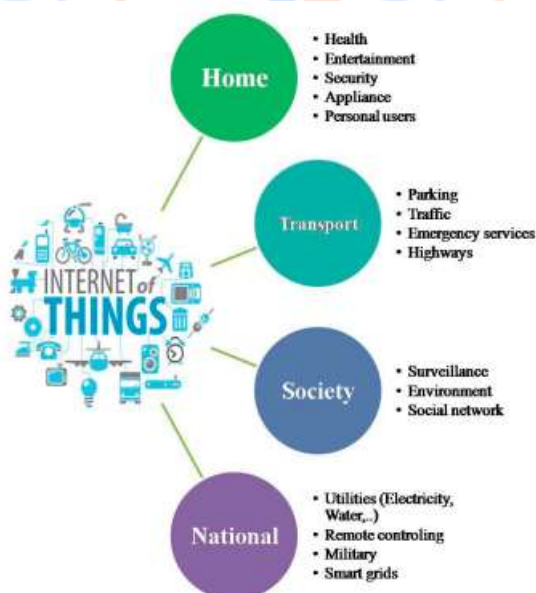 Home
• Health
• Entertainment
• Security
• Appliance
• Personal users
Transport
• Parking
• Traffic
• Emergency services
• Highways
INTERNET of
THINGS
Society
• Surveillance
• Environment
• Social network
National
• Utilities (Electricity,
Water,..)
• Remote controling
• Military
• Smart grids